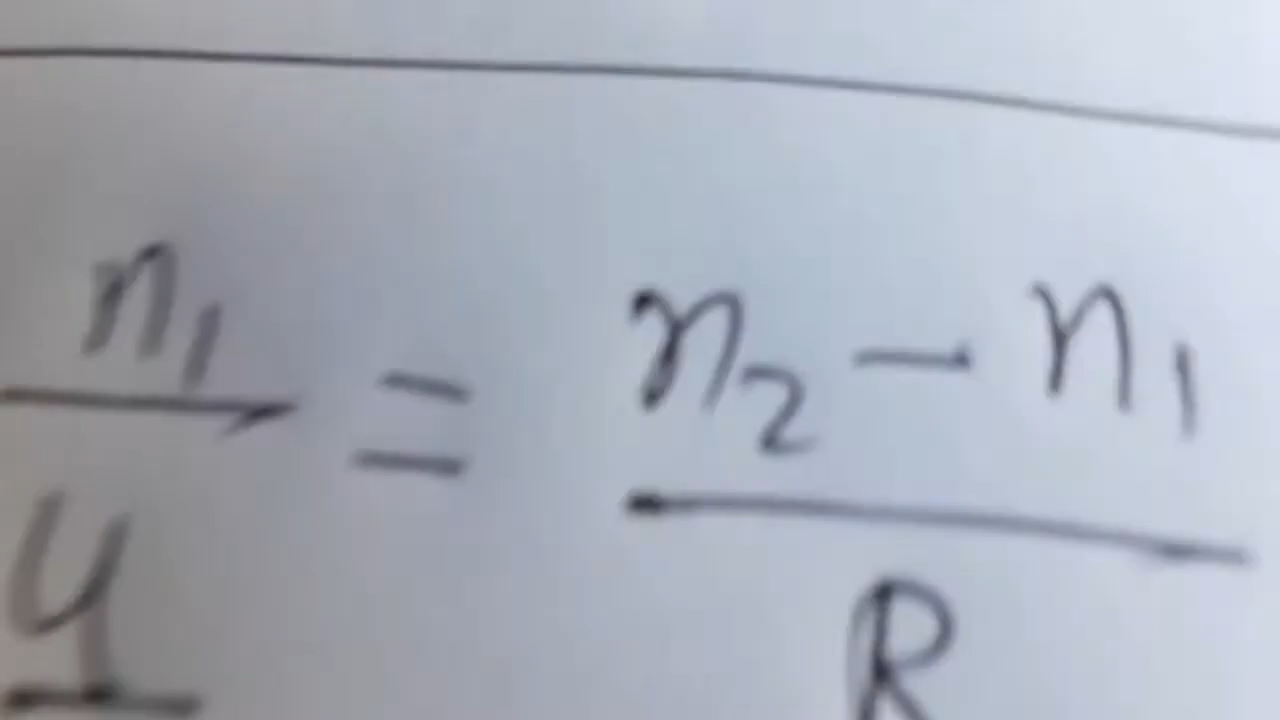 n₁/u = n₂ - n₁/R